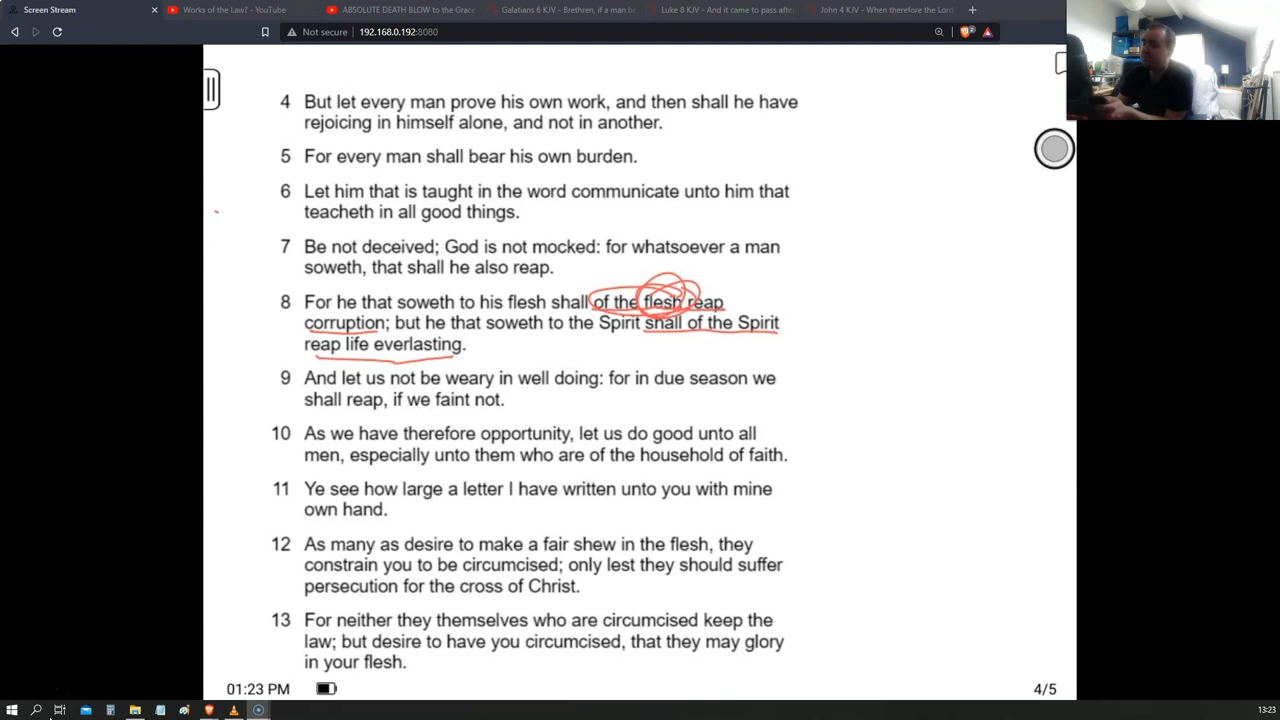 Screen Stream
Works of the Law? - YouTube
ABSOLUTE DEATH BLOW to the Grace
Galatians 6 KJV - Brethren, if a man be
Luke 8 KJV - And it came to pass after
John 4 KJV - When therefore the Lord
Not secure 192.168.0.192:8080
4 But let every man prove his own work, and then shall he have
rejoicing in himself alone, and not in another.
5 For every man shall bear his own burden.
6 Let him that is taught in the word communicate unto him that
teacheth in all good things.
7 Be not deceived; God is not mocked: for whatsoever a man
soweth, that shall he also reap.
8 For he that soweth to his flesh shall of the flesh reap
corruption; but he that soweth to the Spirit shall of the Spirit
reap life everlasting.
9 And let us not be weary in well doing: for in due season we
shall reap, if we faint not.
10 As we have therefore opportunity, let us do good unto all
men, especially unto them who are of the household of faith.
11 Ye see how large a letter I have written unto you with mine
own hand.
12 As many as desire to make a fair shew in the flesh, they
constrain you to be circumcised; only lest they should suffer
persecution for the cross of Christ.
13 For neither they themselves who are circumcised keep the
law; but desire to have you circumcised, that they may glory
in your flesh.
01:23 PM 4/5
13:23